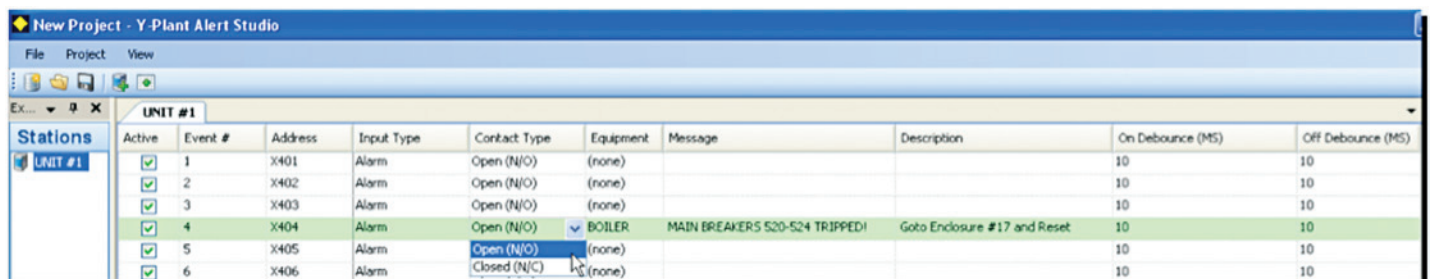 New Project - Y-Plant Alert Studio
File Project View
Ex...
UNIT #1
Stations
UNIT #1
Active Event # Address Input Type Contact Type Equipment Message Description On Debounce (MS) Off Debounce (MS)
1 X401 Alarm Open (N/O) (none) 10 10
2 X402 Alarm Open (N/O) (none) 10 10
3 X403 Alarm Open (N/O) (none) 10 10
4 X404 Alarm Open (N/O) BOILER MAIN BREAKERS 520-524 TRIPPED! Goto Enclosure #17 and Reset 10 10
5 X405 Alarm Open (N/O) (none) 10 10
6 X406 Alarm Closed (N/C) (none) 10 10